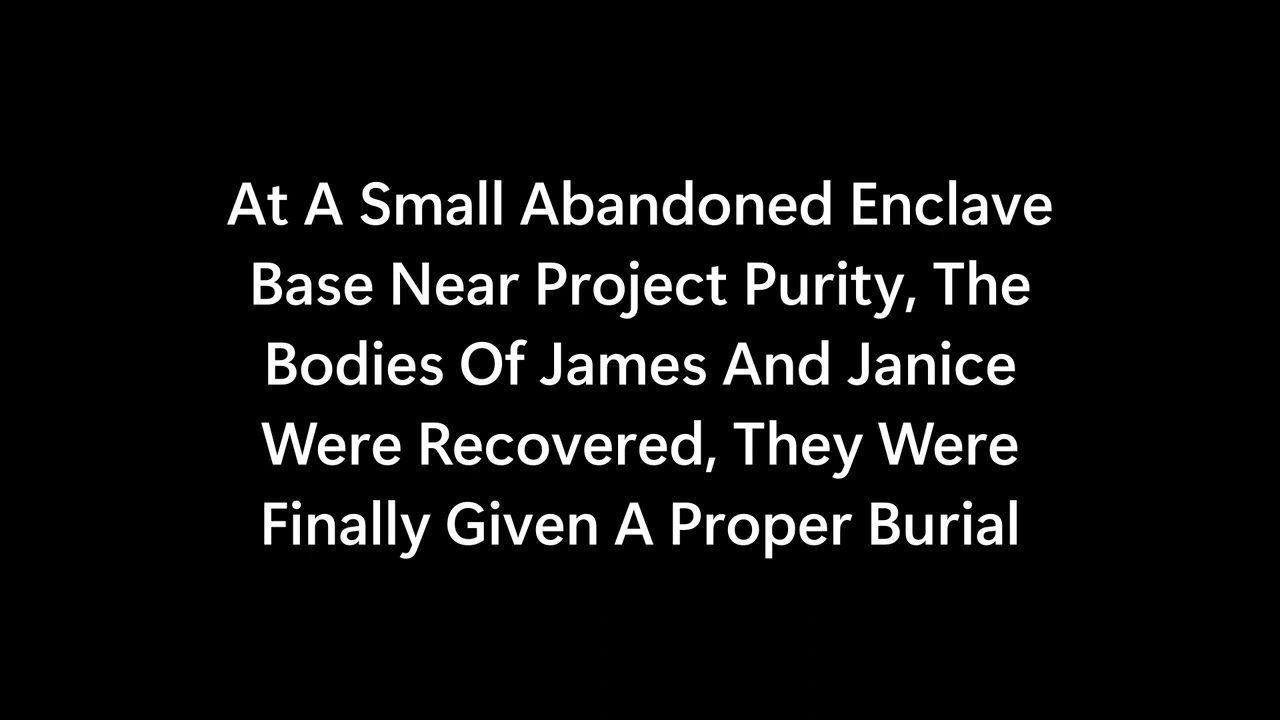 At A Small Abandoned Enclave
Base Near Project Purity, The
Bodies Of James And Janice
Were Recovered, They Were
Finally Given A Proper Burial